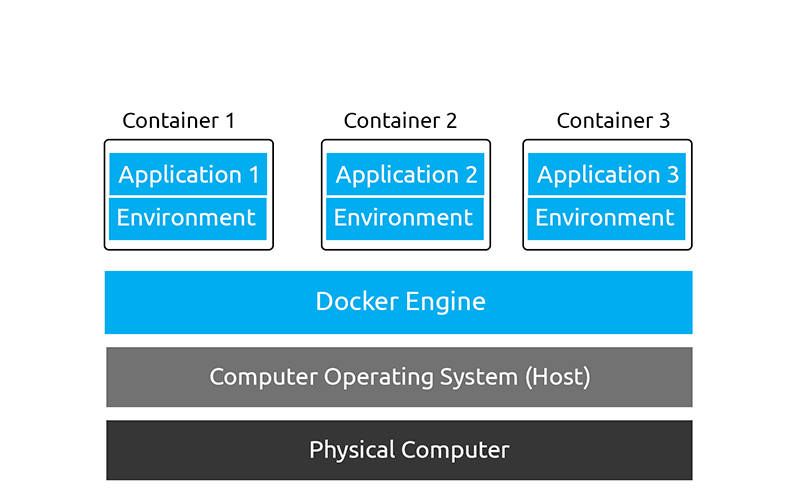 Container 1
Container 2
Container 3
Application 1
Environment
Application 2
Environment
Application 3
Environment
Docker Engine
Computer Operating System (Host)
Physical Computer